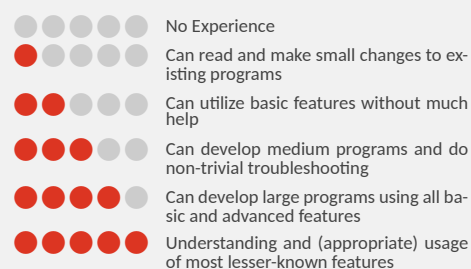 No Experience
Can read and make small changes to ex-
isting programs
Can utilize basic features without much
help
Can develop medium programs and do
non-trivial troubleshooting
Can develop large programs using all ba-
sic and advanced features
Understanding and (appropriate) usage
of most lesser-known features